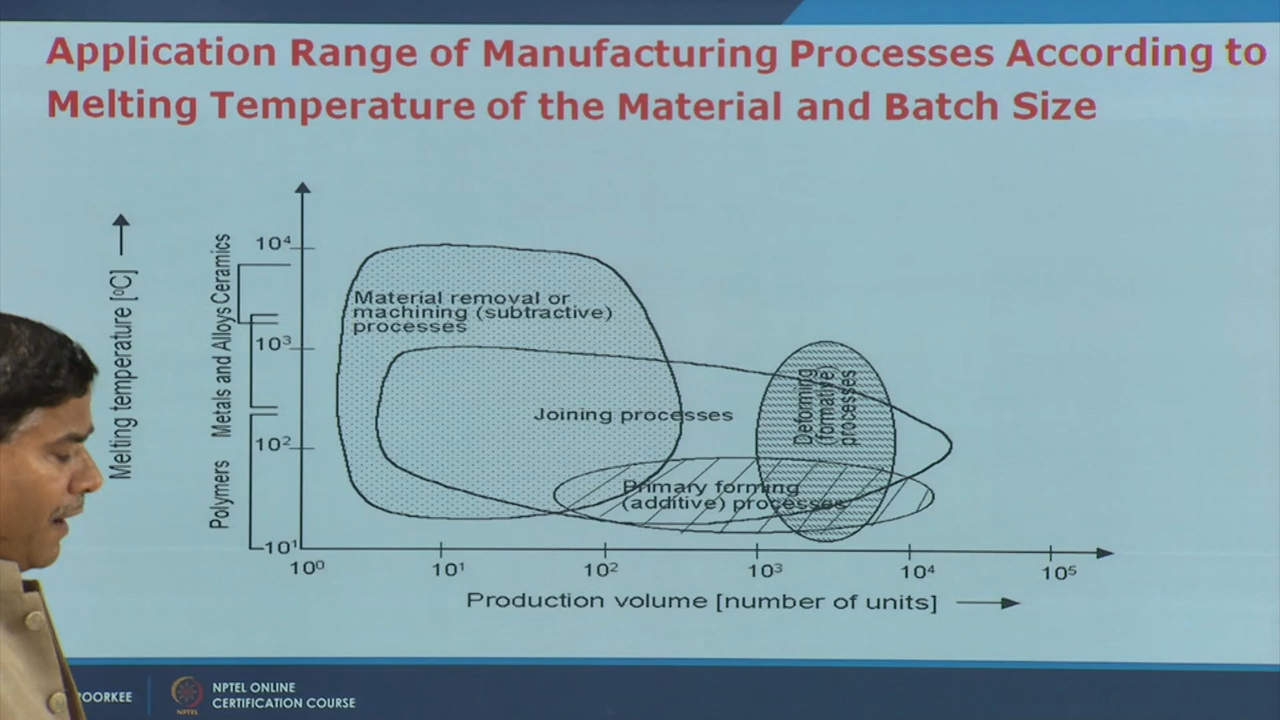 Application Range of Manufacturing Processes According to
Melting Temperature of the Material and Batch Size
Melting temperature [⁰C]
Polymers Metals and Alloys Ceramics
10⁴
10³
10²
10¹
Material removal or
machining (subtractive)
processes
Joining processes
Deforming
(formative)
processes
Primary forming
(additive) processes
10⁰ 10¹ 10² 10³ 10⁴ 10⁵
Production volume [number of units]
NPTEL ONLINE
CERTIFICATION COURSE
NPTEL